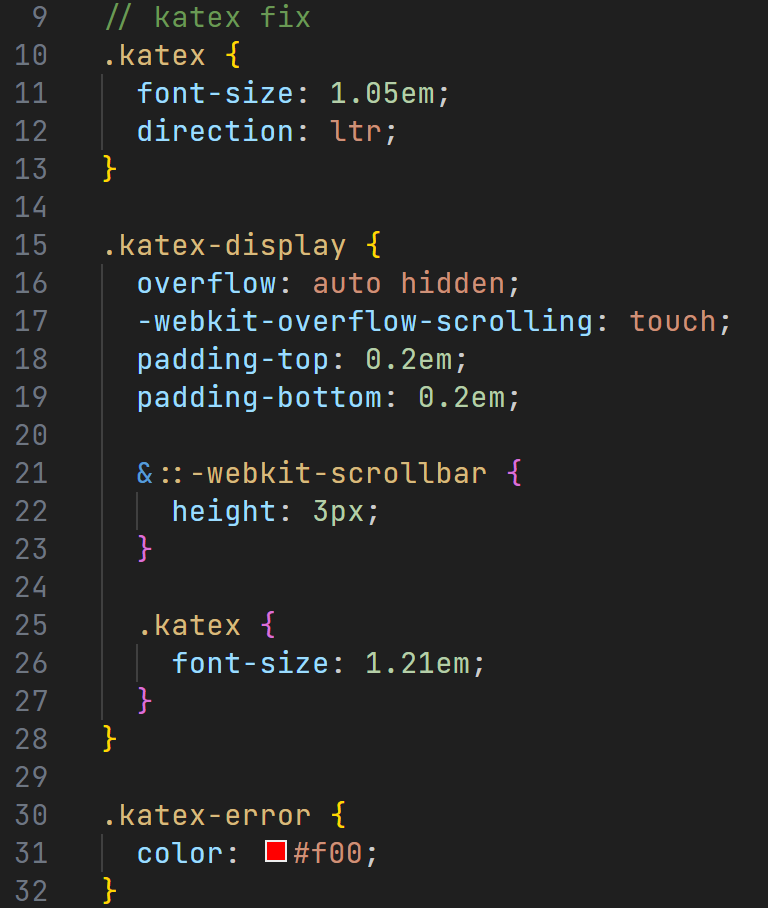 9 // katex fix
10 .katex {
11 font-size: 1.05em;
12 direction: ltr;
13 }
14
15 .katex-display {
16 overflow: auto hidden;
17 -webkit-overflow-scrolling: touch;
18 padding-top: 0.2em;
19 padding-bottom: 0.2em;
20
21 &::-webkit-scrollbar {
22 height: 3px;
23 }
24
25 .katex {
26 font-size: 1.21em;
27 }
28 }
29
30 .katex-error {
31 color: #f00;
32 }